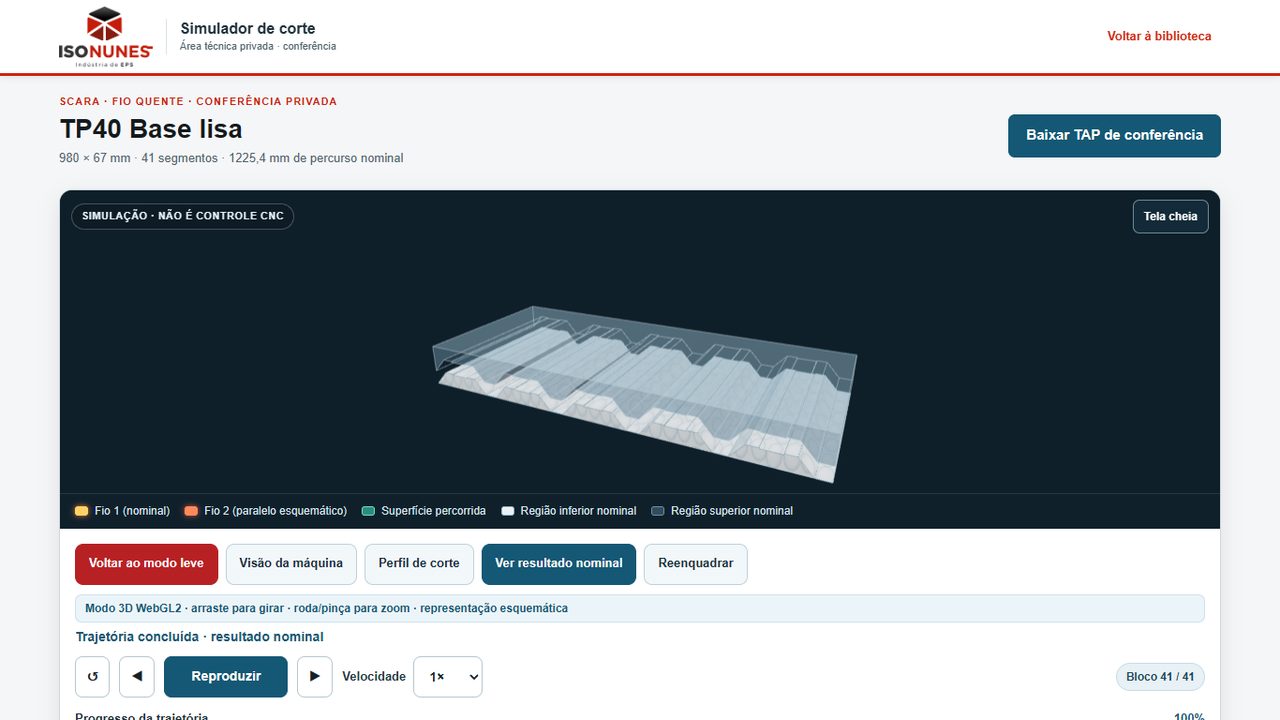 ISONUNES
Indústria de EPS
Simulador de corte
Área técnica privada · conferência
Voltar à biblioteca
SCARA · FIO QUENTE · CONFERÊNCIA PRIVADA
TP40 Base lisa
980 × 67 mm · 41 segmentos · 1225,4 mm de percurso nominal
Baixar TAP de conferência
SIMULAÇÃO · NÃO É CONTROLE CNC
Tela cheia
Fio 1 (nominal) Fio 2 (paralelo esquemático) Superfície percorrida Região inferior nominal Região superior nominal
Voltar ao modo leve Visão da máquina Perfil de corte Ver resultado nominal Reenquadrar
Modo 3D WebGL2 · arraste para girar · roda/pinça para zoom · representação esquemática
Trajetória concluída · resultado nominal
↺ ◀ Reproduzir ▶ Velocidade 1× Bloco 41 / 41
Progresso da trajetória 100%